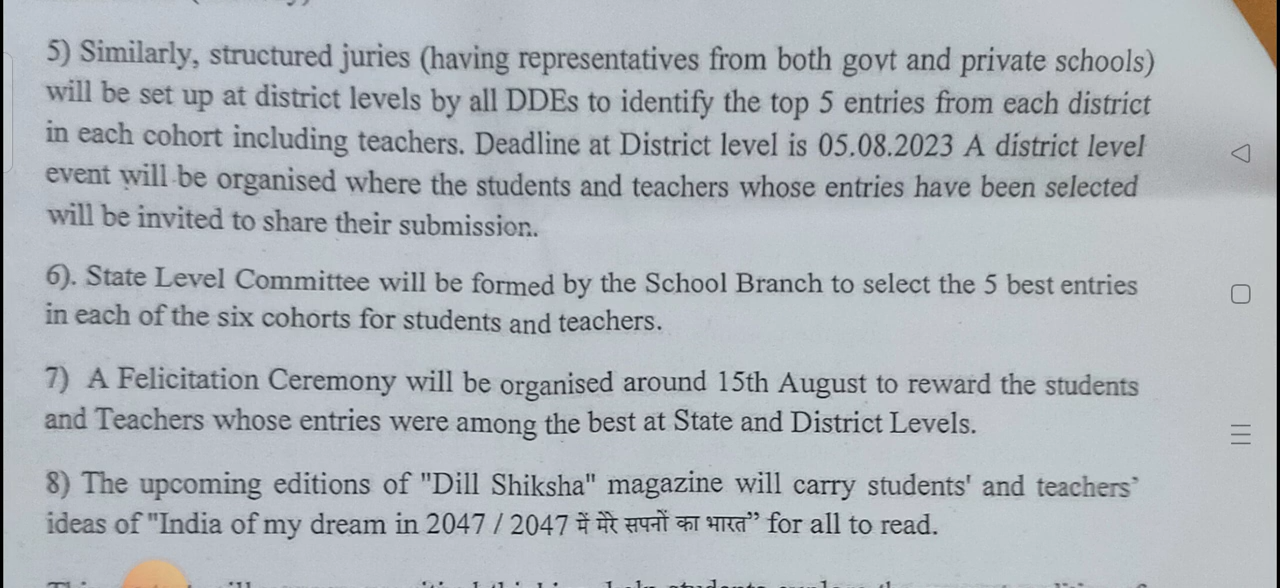 5) Similarly, structured juries (having representatives from both govt and private schools)
will be set up at district levels by all DDEs to identify the top 5 entries from each district
in each cohort including teachers. Deadline at District level is 05.08.2023 A district level
event will be organised where the students and teachers whose entries have been selected
will be invited to share their submission.
6). State Level Committee will be formed by the School Branch to select the 5 best entries
in each of the six cohorts for students and teachers.
7) A Felicitation Ceremony will be organised around 15th August to reward the students
and Teachers whose entries were among the best at State and District Levels.
8) The upcoming editions of "Dill Shiksha" magazine will carry students' and teachers’
ideas of "India of my dream in 2047 / 2047 में मेरे सपनों का भारत” for all to read.